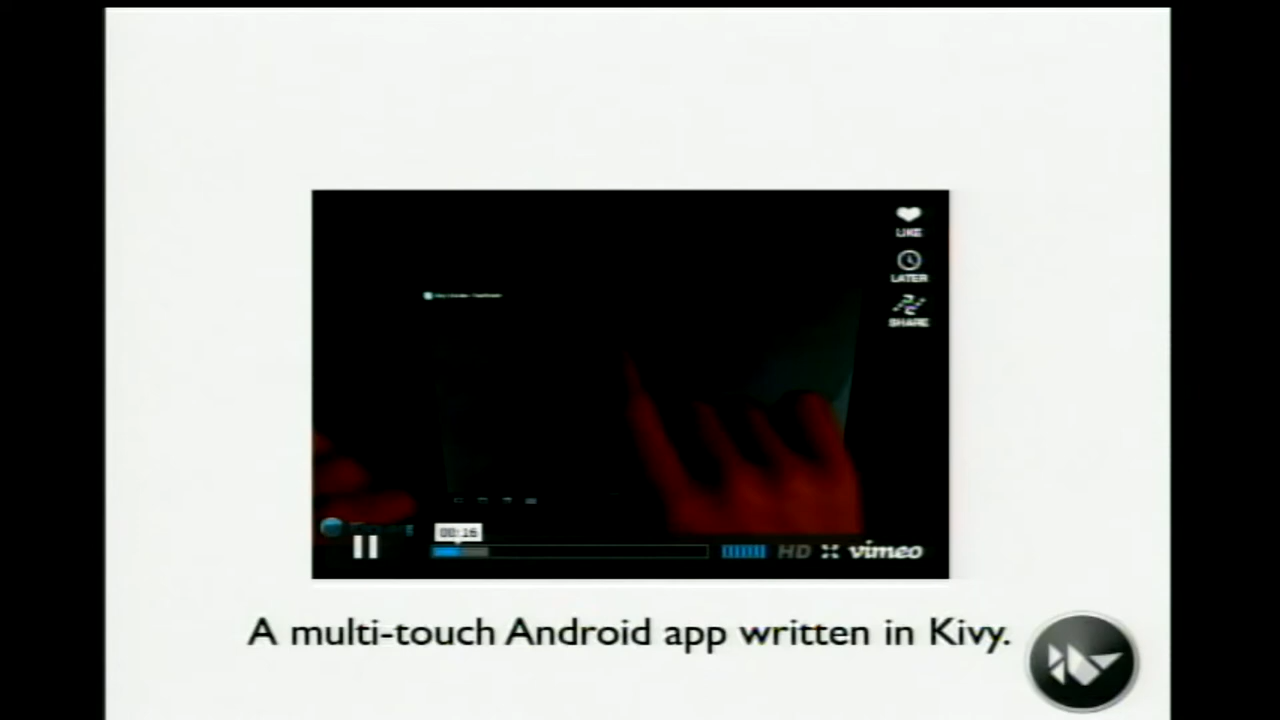 LIKE
LATER
SHARE
00:16
HD vimeo
A multi-touch Android app written in Kivy.